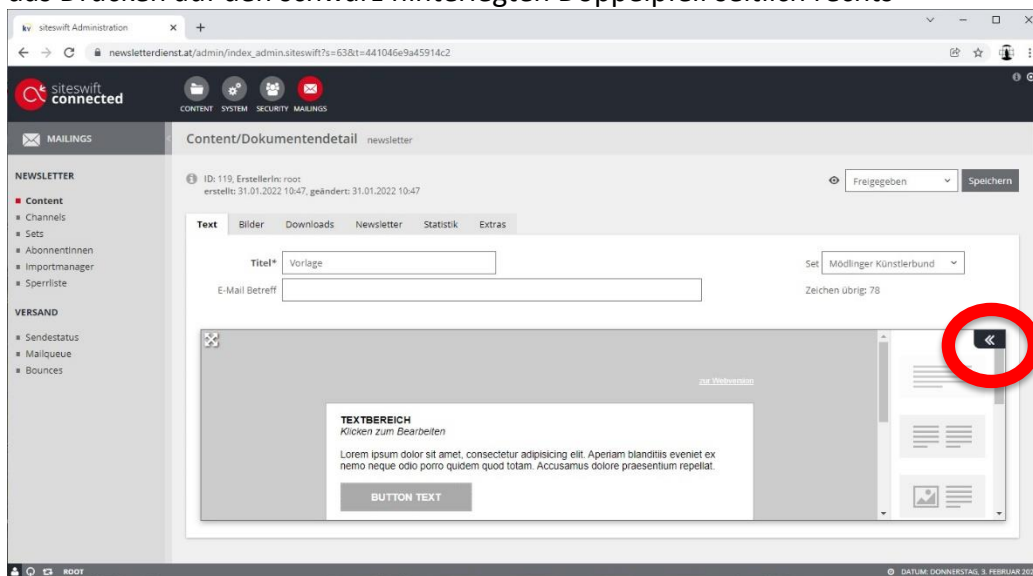 das Drücken auf den schwarz hinterlegten Doppelpfeil seitlich rechts
kv siteswift Administration
newsletterdienst.at/admin/index_admin.siteswift?s=63&t=441046e9a45914c2
siteswift
connected
CONTENT SYSTEM SECURITY MAILINGS
MAILINGS
Content/Dokumentendetail newsletter
NEWSLETTER
Content
Channels
Sets
AbonnentInnen
Importmanager
Sperrliste
VERSAND
Sendestatus
Mailqueue
Bounces
ID: 119, ErstellerIn: root
erstellt: 31.01.2022 10:47, geändert: 31.01.2022 10:47
Freigegeben Speichern
Text Bilder Downloads Newsletter Statistik Extras
Titel* Vorlage
Set Mödlinger Künstlerbund
E-Mail Betreff
Zeichen übrig: 78
zur Webversion
TEXTBEREICH
Klicken zum Bearbeiten
Lorem ipsum dolor sit amet, consectetur adipisicing elit. Aperiam blanditiis eveniet ex
nemo neque odio porro quidem quod totam. Accusamus dolore praesentium repellat.
BUTTON TEXT
ROOT
DATUM: DONNERSTAG, 3. FEBRUAR 202